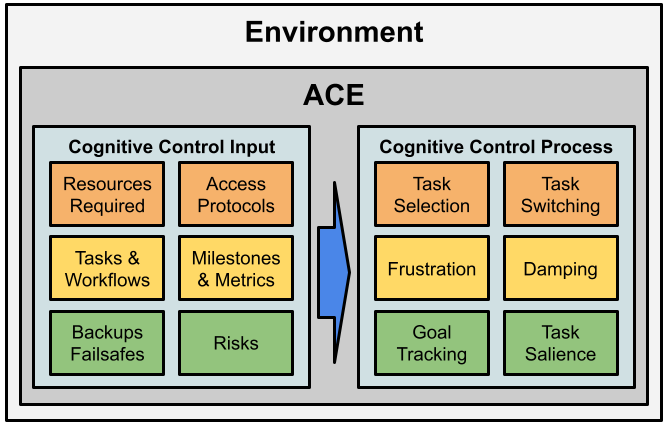 Environment
ACE
Cognitive Control Input
Resources
Required
Access
Protocols
Tasks &
Workflows
Milestones
& Metrics
Backups
Failsafes
Risks
Cognitive Control Process
Task
Selection
Task
Switching
Frustration
Damping
Goal
Tracking
Task
Salience